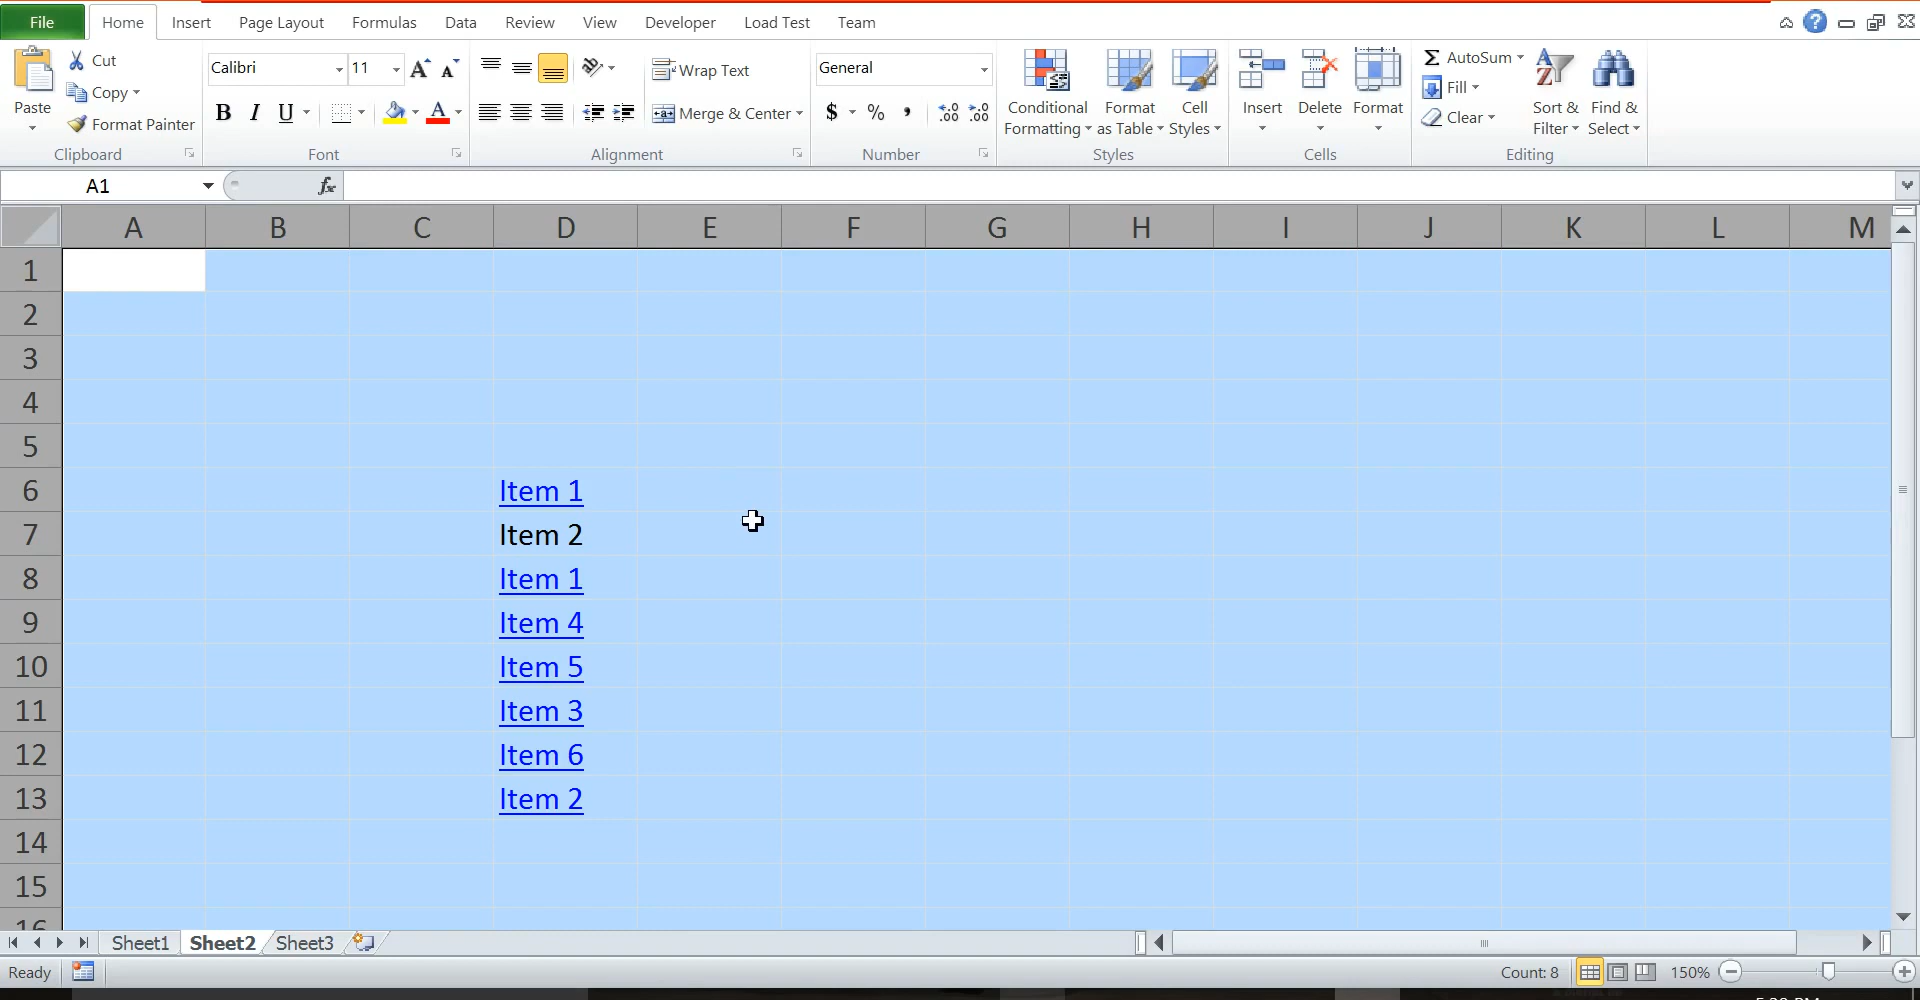 File Home Insert Page Layout Formulas Data Review View Developer Load Test Team
Paste
Cut
Copy
Format Painter
Clipboard
Calibri 11
B I U
Font
Wrap Text
Merge & Center
Alignment
General
$ % ,
Number
Conditional Formatting
Format as Table
Cell Styles
Styles
Insert
Delete
Format
Cells
AutoSum
Fill
Clear
Sort & Filter
Find & Select
Editing
A1 fx
A B C D E F G H I J K L M
1
2
3
4
5
6 Item 1
7 Item 2
8 Item 1
9 Item 4
10 Item 5
11 Item 3
12 Item 6
13 Item 2
14
15
16
Sheet1 Sheet2 Sheet3
Ready Count: 8 150%